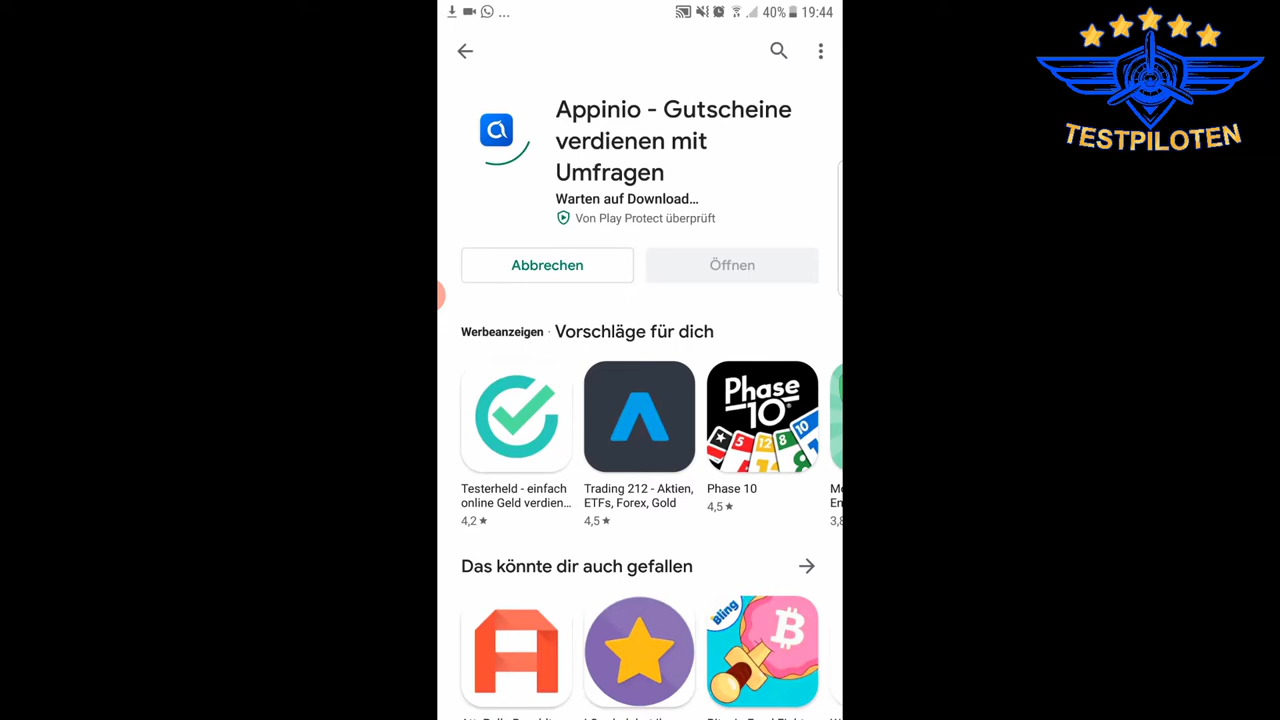 ... 40% 19:44
TESTPILOTEN
Appinio - Gutscheine
verdienen mit
Umfragen
Warten auf Download...
Von Play Protect überprüft
Abbrechen
Öffnen
Werbeanzeigen · Vorschläge für dich
Phase
10
Testerheld - einfach
online Geld verdien...
4,2★
Trading 212 - Aktien,
ETFs, Forex, Gold
4,5★
Phase 10
4,5★
3,8
Das könnte dir auch gefallen
Bling